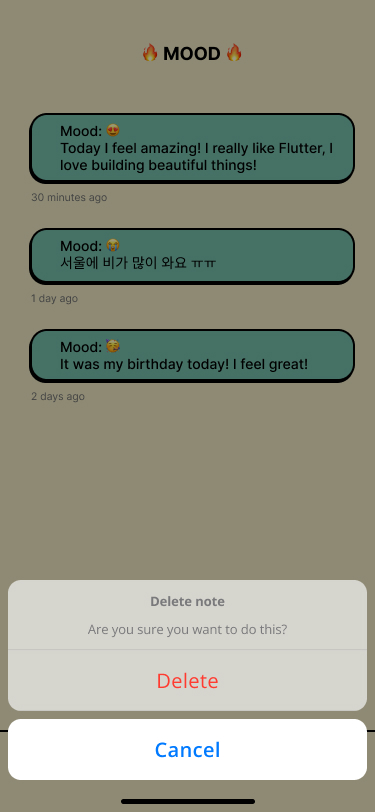 🔥 MOOD 🔥
Mood: 😍
Today I feel amazing! I really like Flutter, I
love building beautiful things!
30 minutes ago
Mood: 😭
서울에 비가 많이 와요 ㅠㅠ
1 day ago
Mood: 🥳
It was my birthday today! I feel great!
2 days ago
Delete note
Are you sure you want to do this?
Delete
Cancel